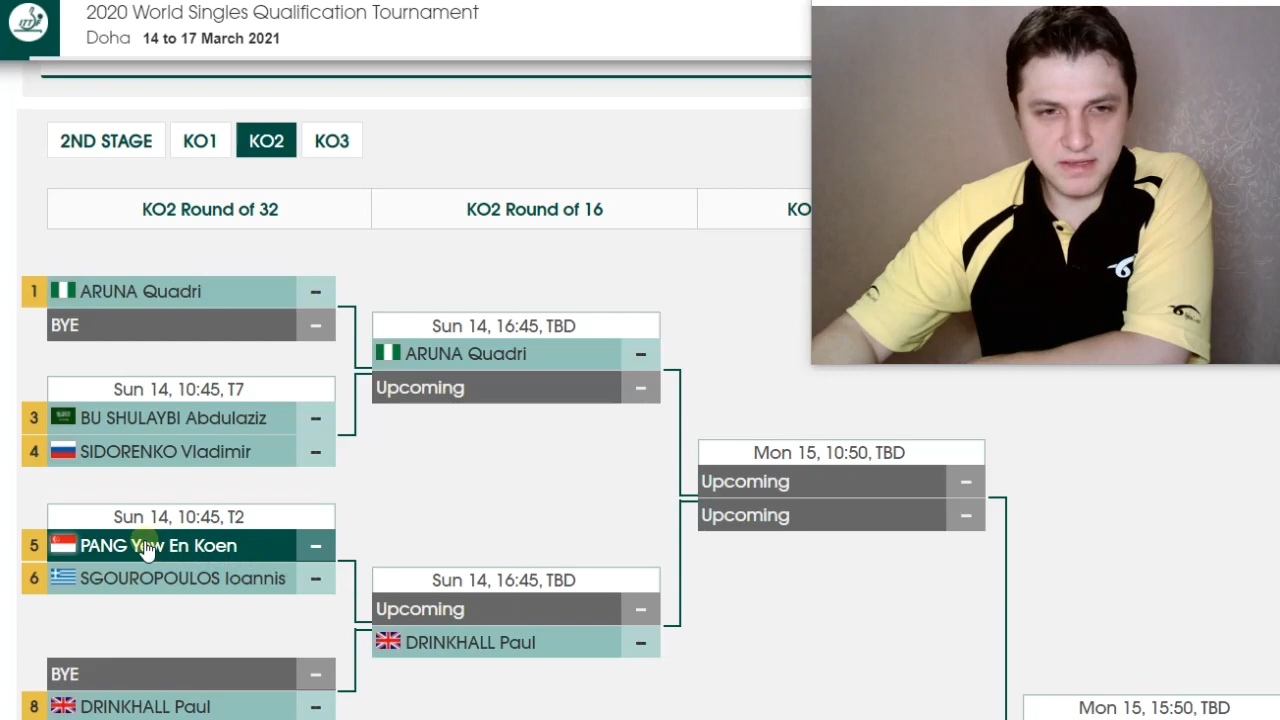 ITTF
2020 World Singles Qualification Tournament
Doha 14 to 17 March 2021
2ND STAGE KO1 KO2 KO3
KO2 Round of 32 KO2 Round of 16 KO
1 ARUNA Quadri -
BYE -
Sun 14, 16:45, TBD
ARUNA Quadri -
Upcoming -
Sun 14, 10:45, T7
3 BU SHULAYBI Abdulaziz -
4 SIDORENKO Vladimir -
Mon 15, 10:50, TBD
Upcoming -
Upcoming -
Sun 14, 10:45, T2
5 PANG Yew En Koen -
6 SGOUROPOULOS Ioannis -
Sun 14, 16:45, TBD
Upcoming -
DRINKHALL Paul -
BYE -
8 DRINKHALL Paul -
Mon 15, 15:50, TBD